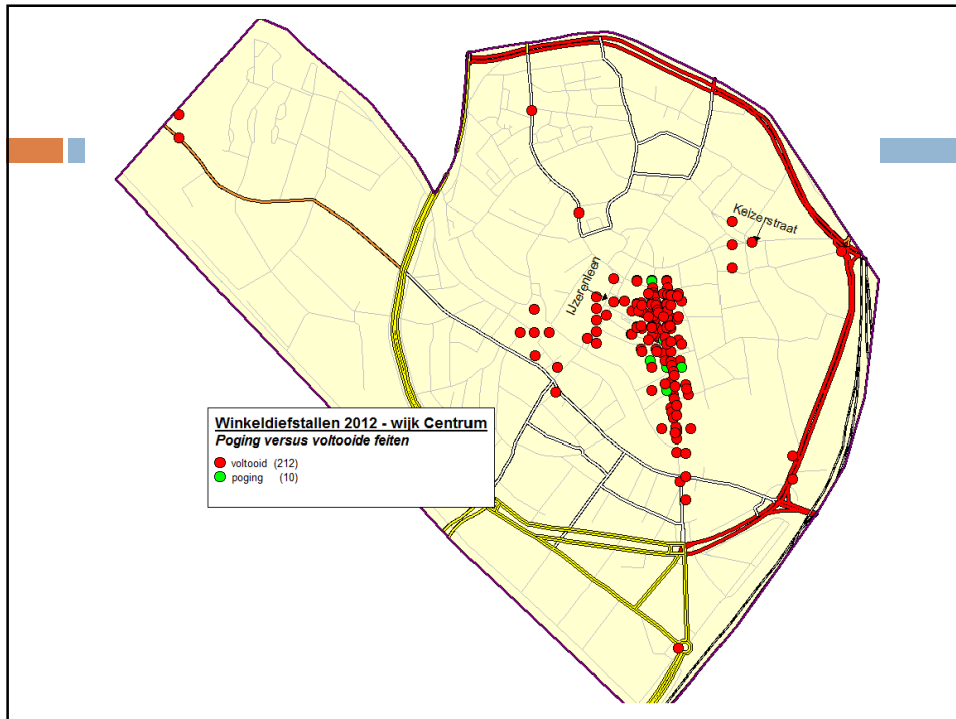 Keizerstraat
IJzerenleen
Winkeldiefstallen 2012 - wijk Centrum
Poging versus voltooide feiten
voltooid (212)
poging (10)